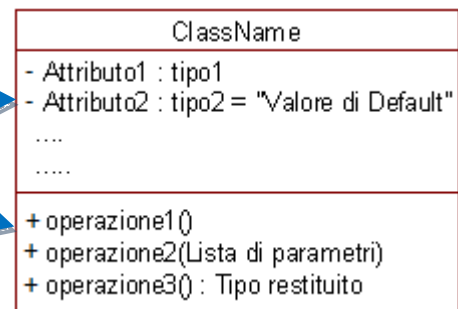 ClassName
- Attributo1 : tipo1
- Attributo2 : tipo2 = "Valore di Default"
....
.....
+ operazione1()
+ operazione2(Lista di parametri)
+ operazione3() : Tipo restituito